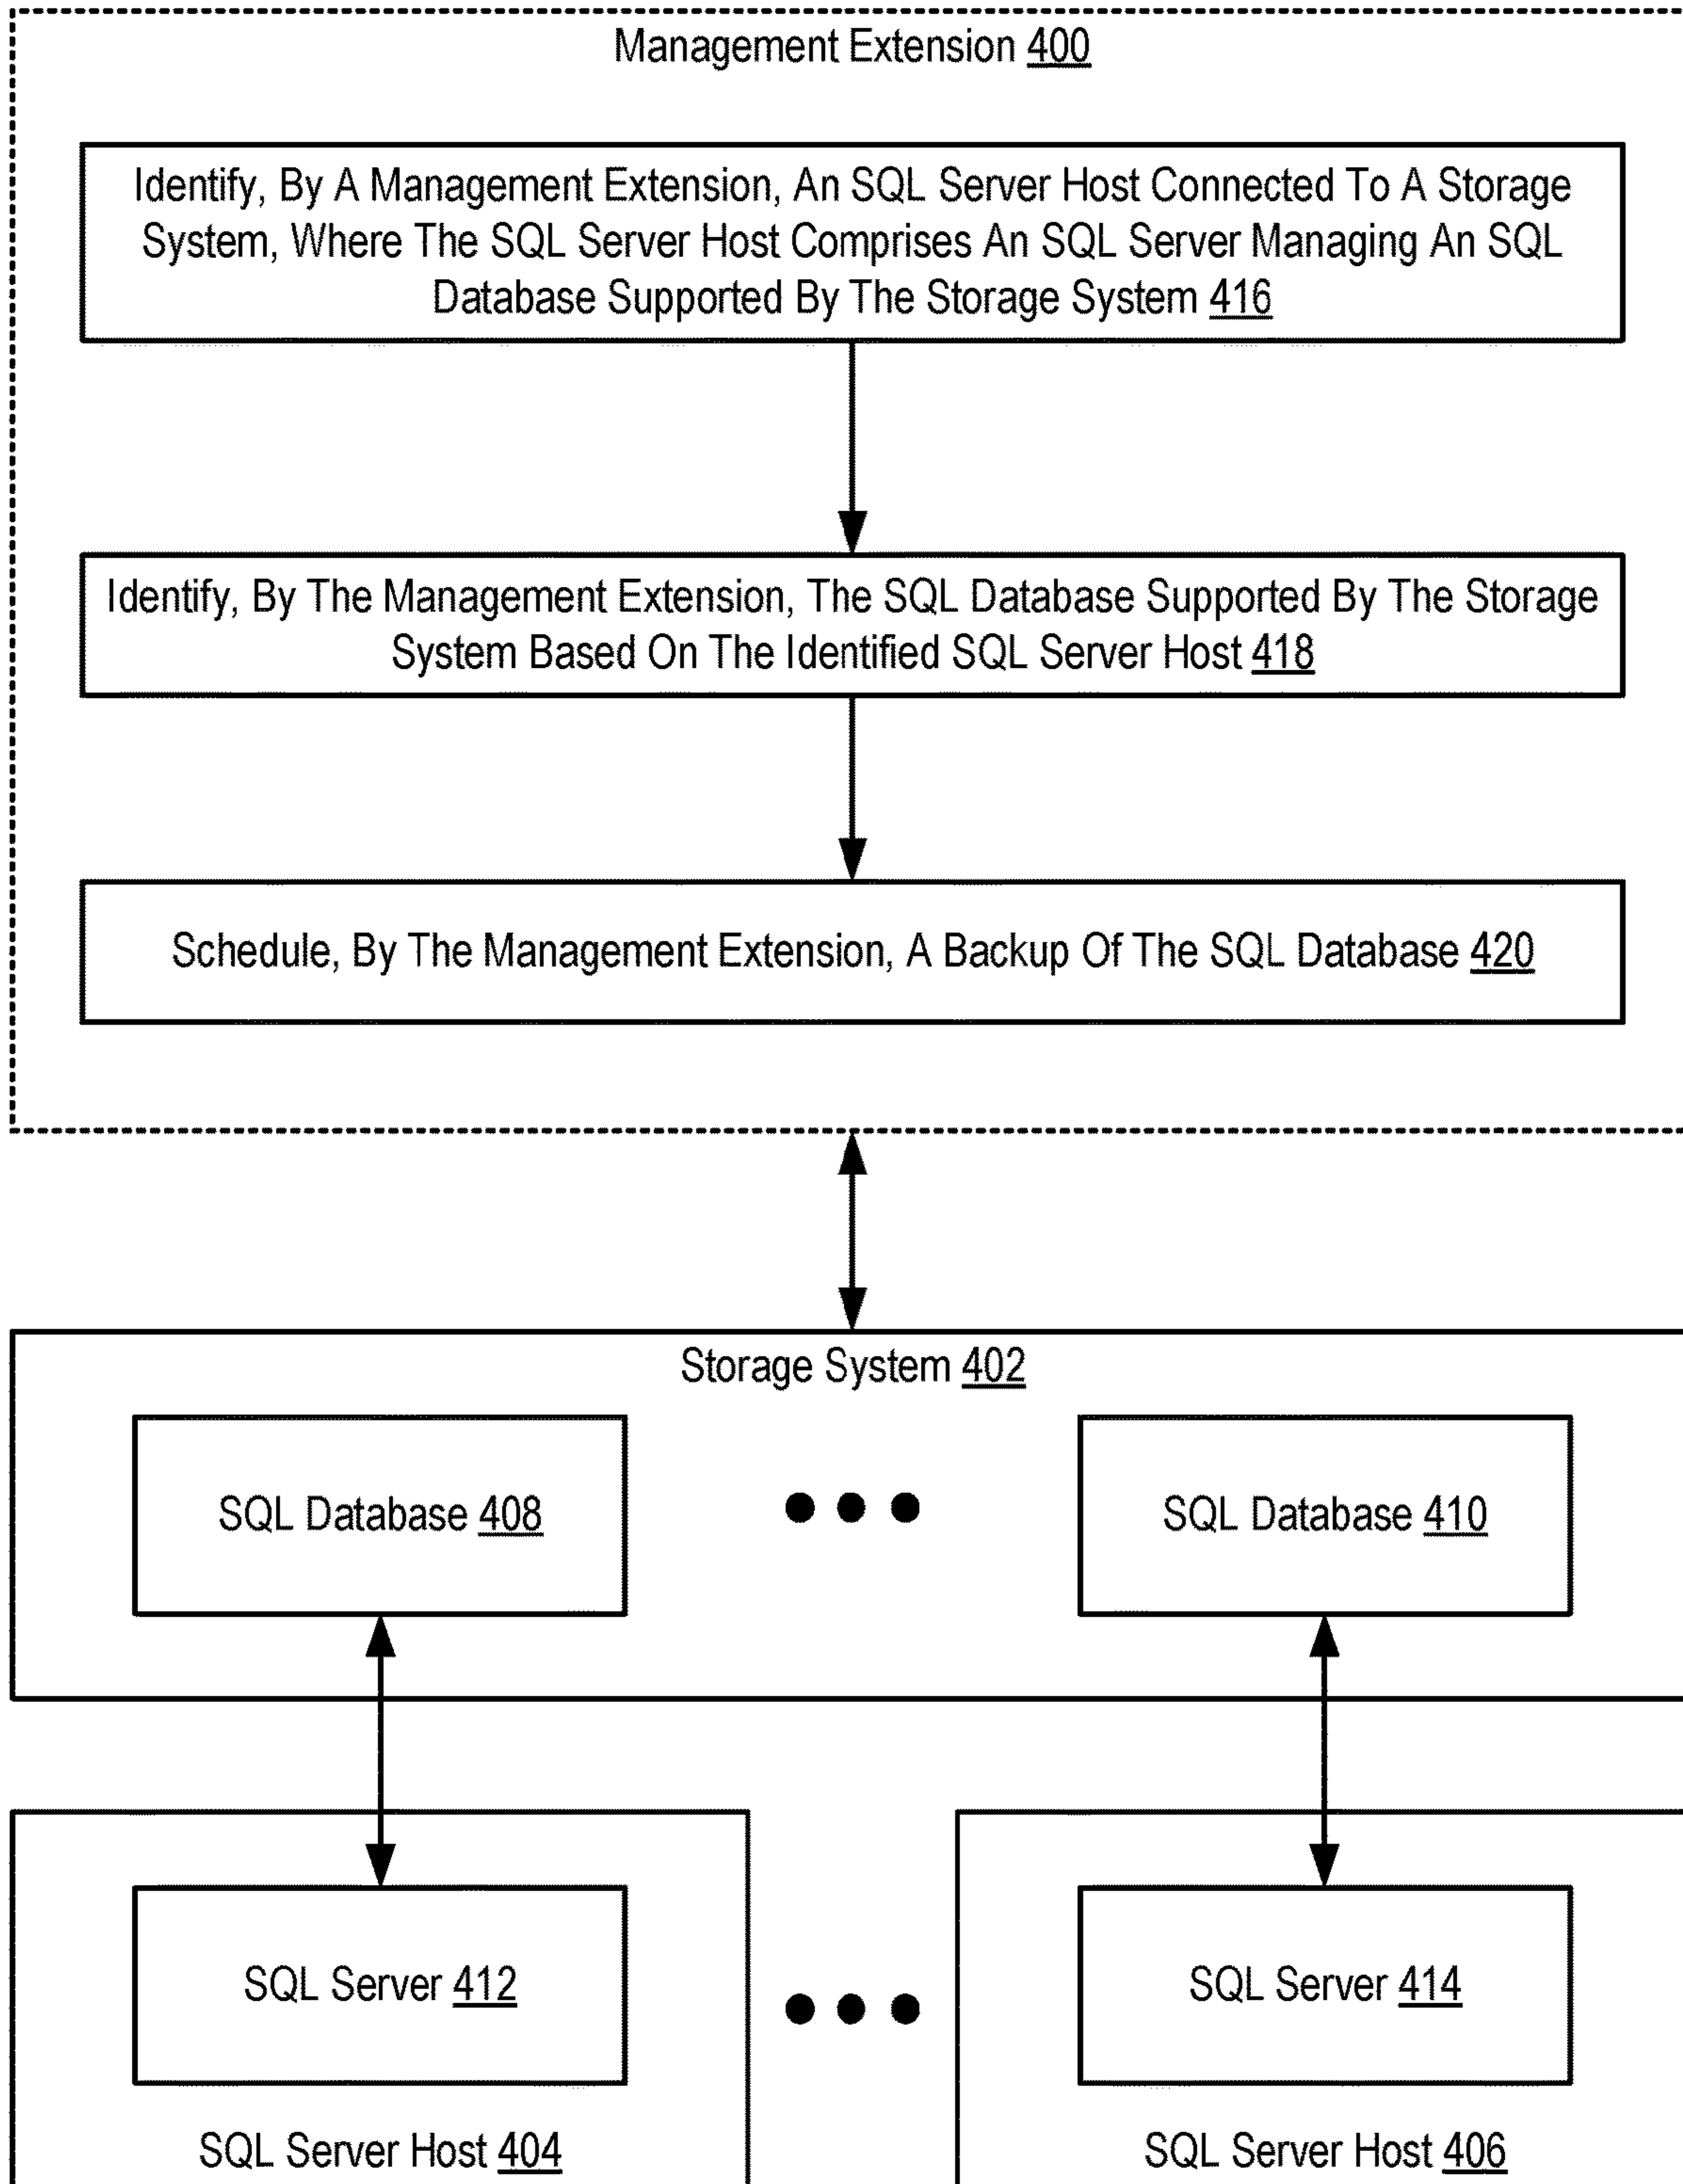 Management Extension 400
Identify, By A Management Extension, An SQL Server Host Connected To A Storage
System, Where The SQL Server Host Comprises An SQL Server Managing An SQL
Database Supported By The Storage System 416
Identify, By The Management Extension, The SQL Database Supported By The Storage
System Based On The Identified SQL Server Host 418
Schedule, By The Management Extension, A Backup Of The SQL Database 420
Storage System 402
SQL Database 408
SQL Database 410
SQL Server 412
SQL Server 414
SQL Server Host 404
SQL Server Host 406